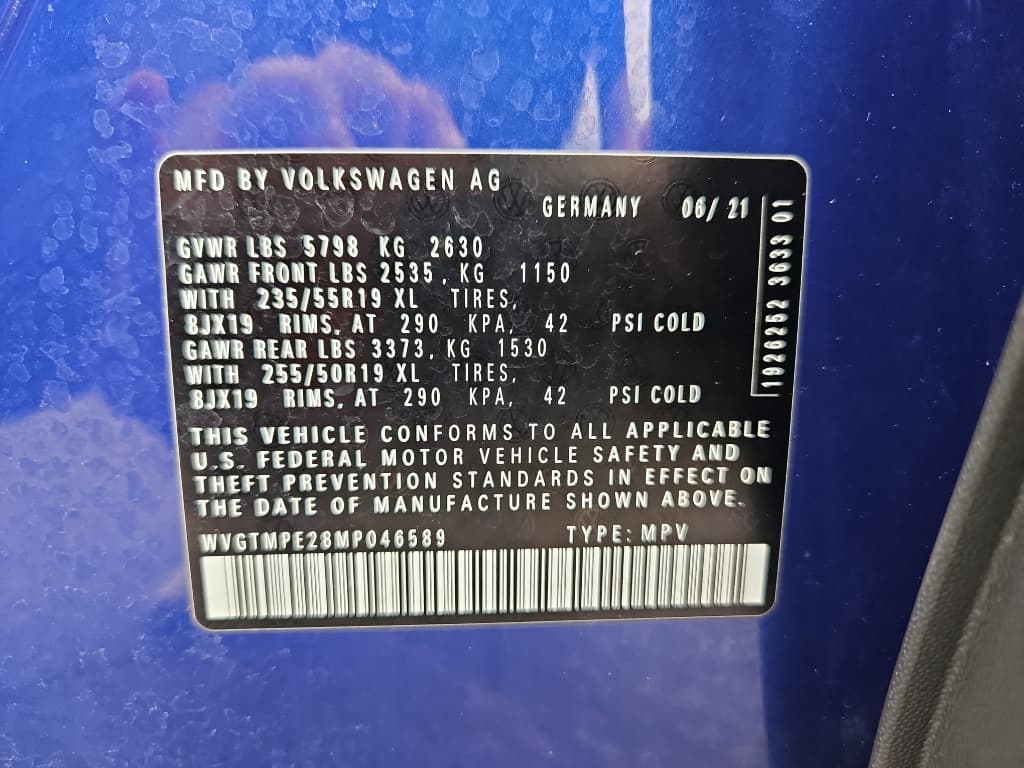 MFD BY VOLKSWAGEN AG
GERMANY 06/21
GVWR LBS 5798 KG 2630
GAWR FRONT LBS 2535, KG 1150
WITH 235/55R19 XL TIRES,
8JX19 RIMS, AT 290 KPA, 42 PSI COLD
GAWR REAR LBS 3373, KG 1530
WITH 255/50R19 XL TIRES,
8JX19 RIMS, AT 290 KPA, 42 PSI COLD
THIS VEHICLE CONFORMS TO ALL APPLICABLE
U.S. FEDERAL MOTOR VEHICLE SAFETY AND
THEFT PREVENTION STANDARDS IN EFFECT ON
THE DATE OF MANUFACTURE SHOWN ABOVE.
WVGTMPE28MP046589 TYPE: MPV
1926252 3633 01